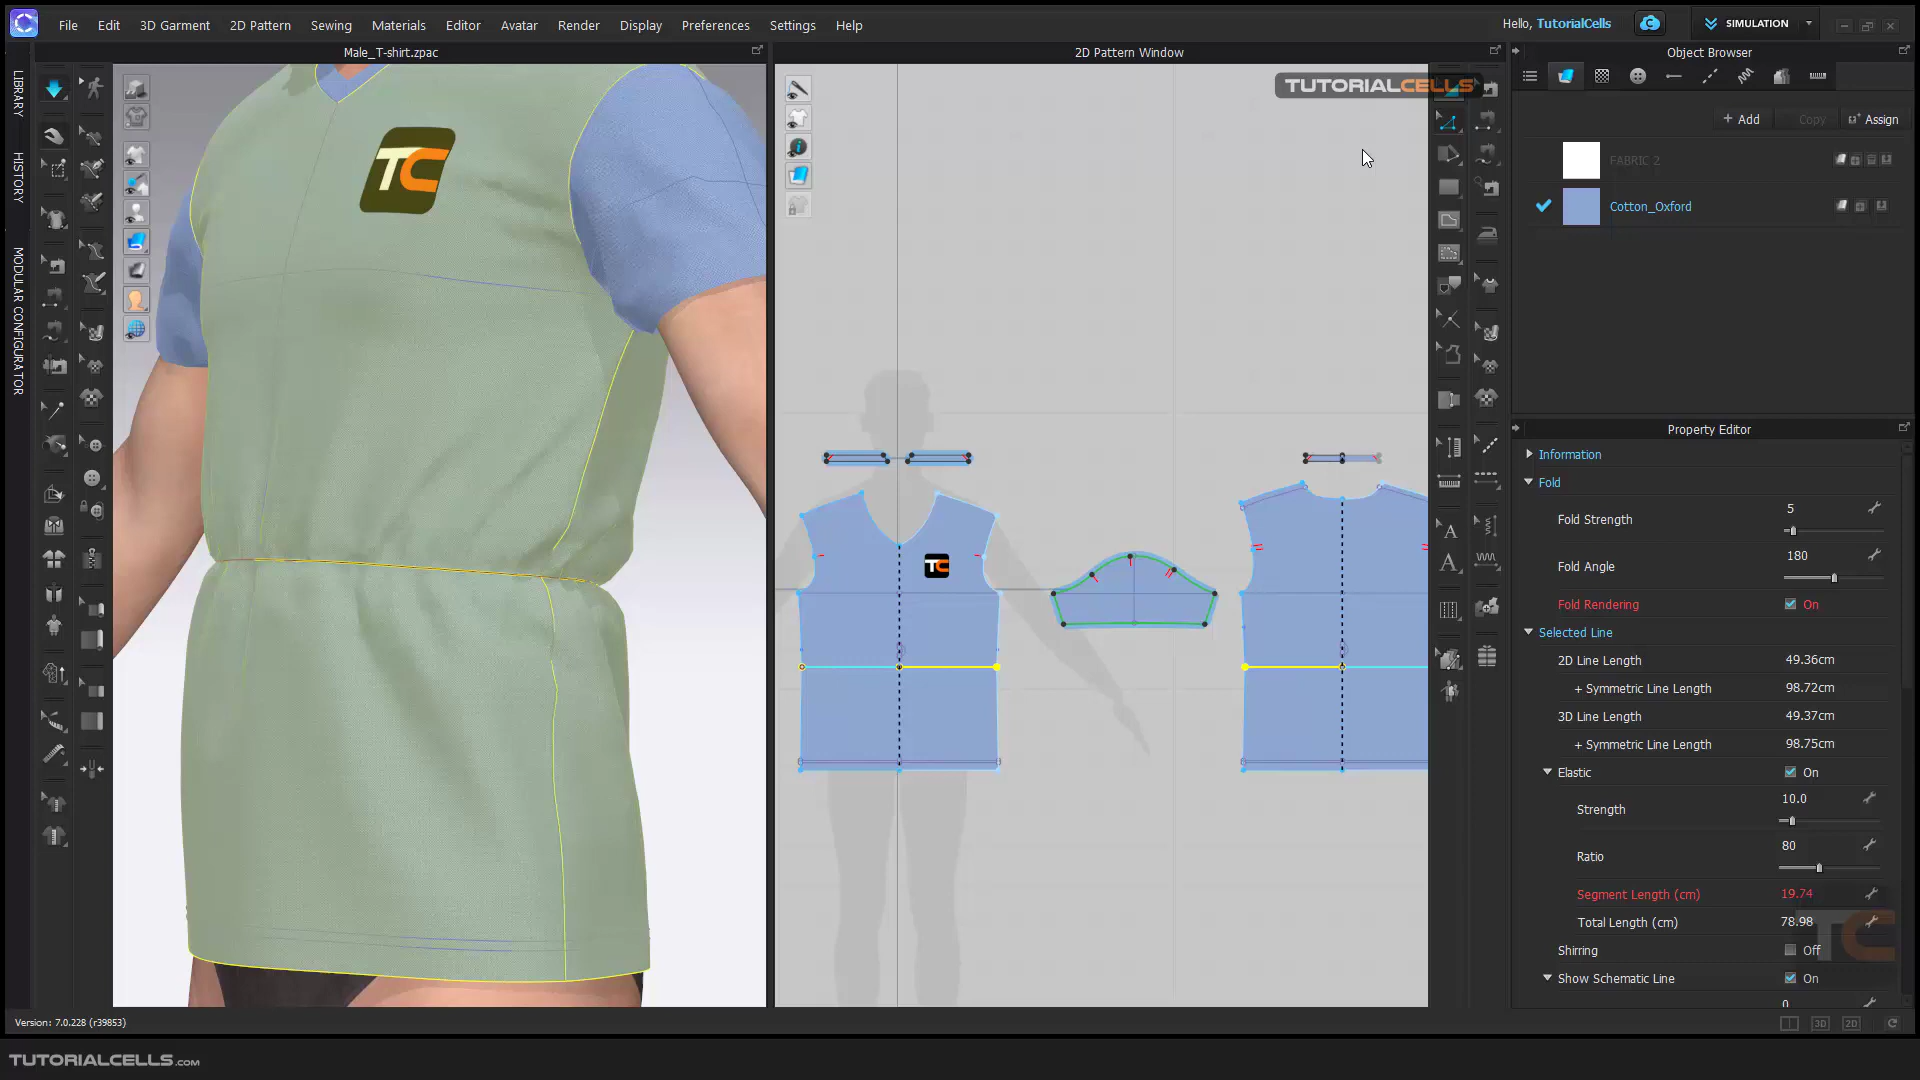 File Edit 3D Garment 2D Pattern Sewing Materials Editor Avatar Render Display Preferences Settings Help
Hello, TutorialCells
SIMULATION
Male_T-shirt.zpac
2D Pattern Window
Object Browser
TUTORIALCELLS
LIBRARY
HISTORY
MODULAR CONFIGURATOR
+ Add
Copy
Assign
FABRIC 2
Cotton_Oxford
TC
TC
A
A
Property Editor
Information
Fold
Fold Strength
5
Fold Angle
180
Fold Rendering
On
Selected Line
2D Line Length
49.36cm
+ Symmetric Line Length
98.72cm
3D Line Length
49.37cm
+ Symmetric Line Length
98.75cm
Elastic
On
Strength
10.0
Ratio
80
Segment Length (cm)
19.74
Total Length (cm)
78.98
Shirring
Off
Show Schematic Line
On
0
TC
Version: 7.0.228 (r39853)
3D
2D
TUTORIALCELLS.com